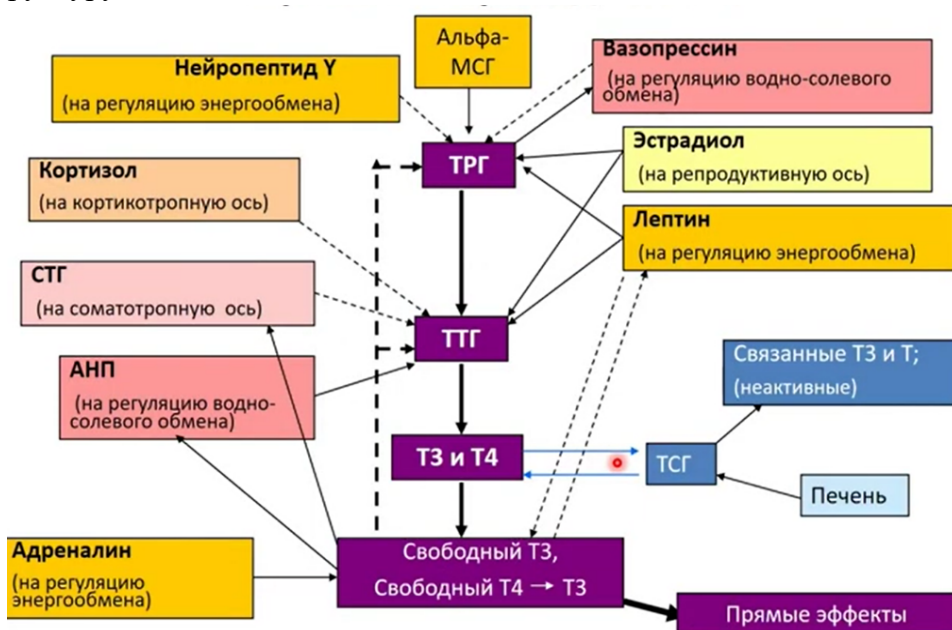 Альфа-
МСГ
Нейропептид Y
(на регуляцию энергообмена)
Вазопрессин
(на регуляцию водно-солевого
обмена)
Кортизол
(на кортикотропную ось)
ТРГ
Эстрадиол
(на репродуктивную ось)
Лептин
(на регуляцию энергообмена)
СТГ
(на соматотропную ось)
ТТГ
АНП
(на регуляцию водно-
солевого обмена)
Связанные Т3 и Т;
(неактивные)
Т3 и Т4
ТСГ
Печень
Адреналин
(на регуляцию
энергообмена)
Свободный Т3,
Свободный Т4 → Т3
Прямые эффекты